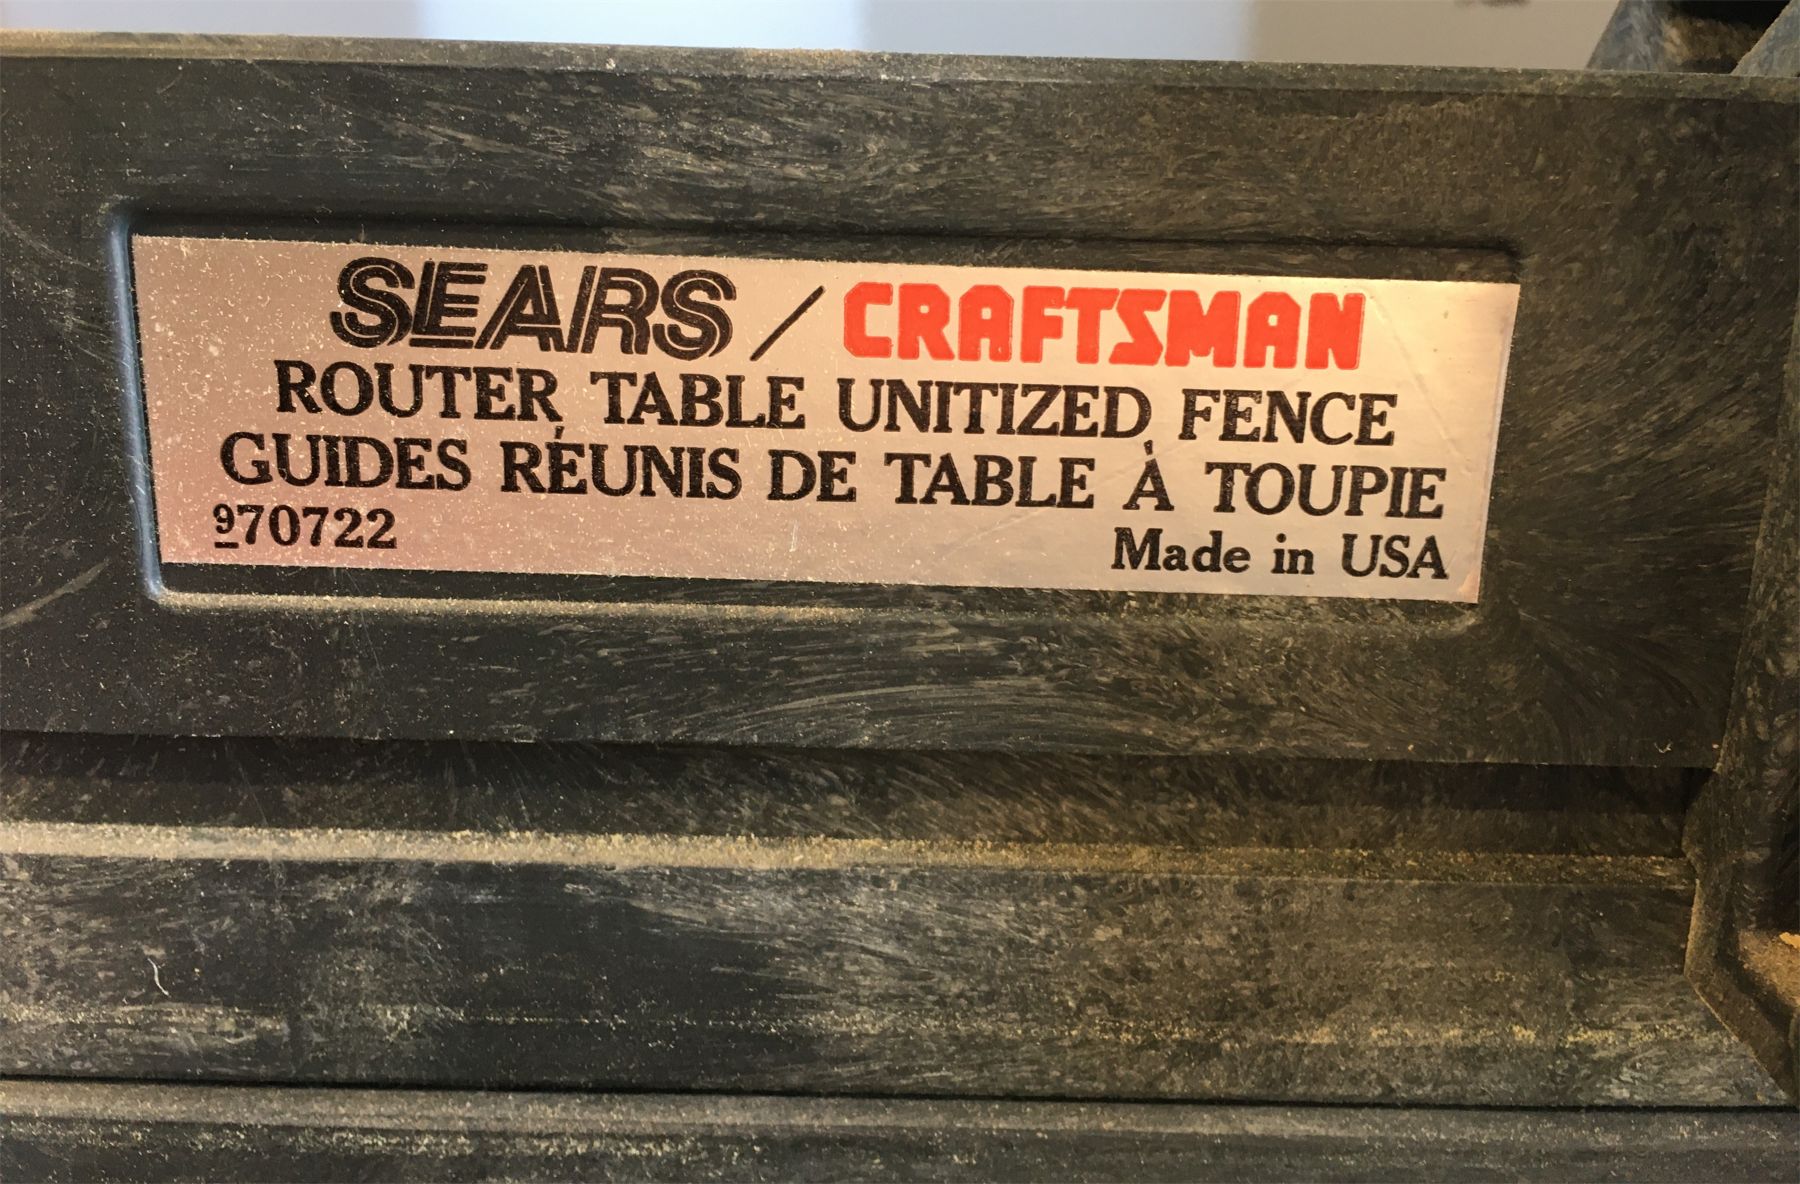 SEARS / CRAFTSMAN
ROUTER TABLE UNITIZED FENCE
GUIDES RÉUNIS DE TABLE À TOUPIE
970722
Made in USA